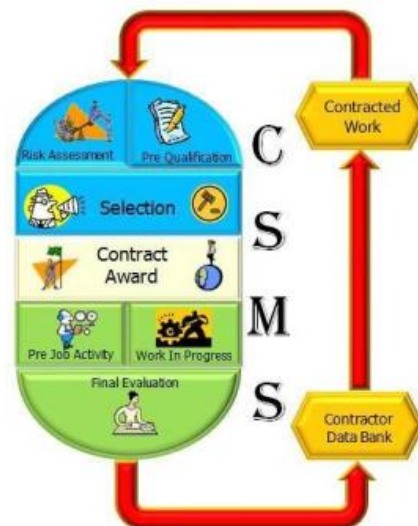 Risk Assessment
Pre Qualification
Selection
Contract
Award
Pre Job Activity
Work In Progress
Final Evaluation
C
S
M
S
Contracted
Work
Contractor
Data Bank